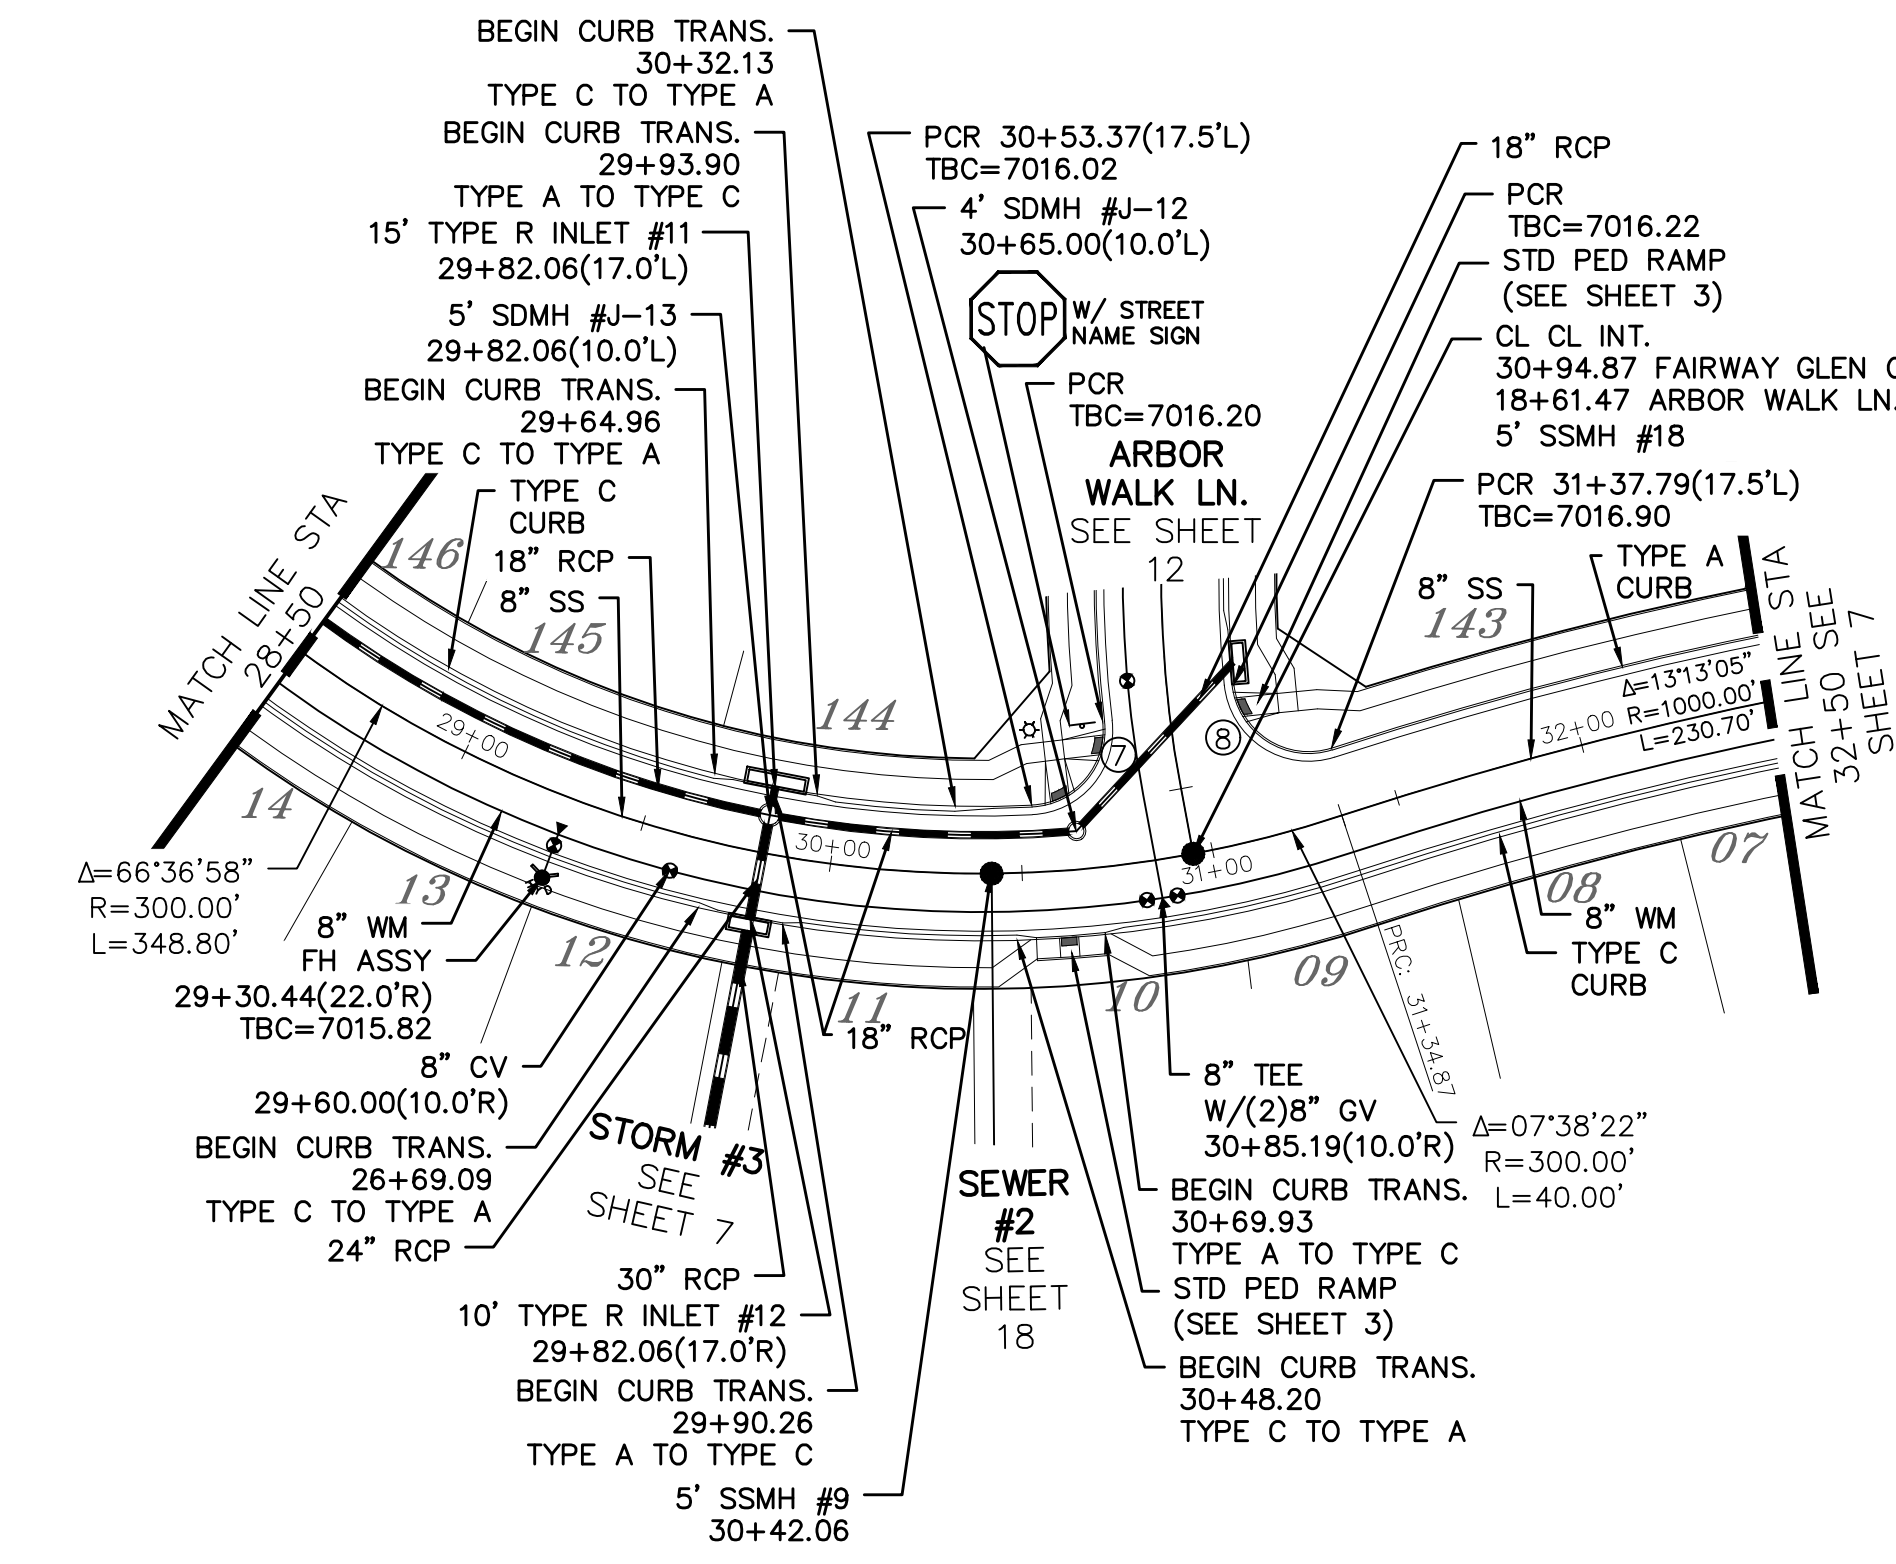 BEGIN CURB TRANS.
30+32.13
TYPE C TO TYPE A
BEGIN CURB TRANS.
29+93.90
TYPE A TO TYPE C
15' TYPE R INLET #11
29+82.06(17.0'L)
5' SDMH #J-13
29+82.06(10.0'L)
BEGIN CURB TRANS.
29+64.96
TYPE C TO TYPE A
TYPE C
CURB
18" RCP
8" SS
MATCH LINE STA
28+50
PCR 30+53.37(17.5'L)
TBC=7016.02
4' SDMH #J-12
30+65.00(10.0'L)
STOP
W/ STREET
NAME SIGN
PCR
TBC=7016.20
ARBOR
WALK LN.
SEE SHEET
12
18" RCP
PCR
TBC=7016.22
STD PED RAMP
(SEE SHEET 3)
CL CL INT.
30+94.87 FAIRWAY GLEN
18+61.47 ARBOR WALK LN.
5' SSMH #18
PCR 31+37.79(17.5'L)
TBC=7016.90
TYPE A
CURB
8" SS
MATCH LINE STA
32+50 SEE
SHEET 7
146
145
144
143
Δ=13°13'05"
R=1000.00'
L=230.70'
29+00
30+00
31+00
32+00
7
8
14
13
12
11
10
09
08
07
Δ=66°36'58"
R=300.00'
L=348.80'
8" WM
FH ASSY
29+30.44(22.0'R)
TBC=7015.82
8" CV
29+60.00(10.0'R)
BEGIN CURB TRANS.
26+69.09
TYPE C TO TYPE A
24" RCP
STORM #3
SEE
SHEET 7
30" RCP
10' TYPE R INLET #12
29+82.06(17.0'R)
BEGIN CURB TRANS.
29+90.26
TYPE A TO TYPE C
5' SSMH #9
30+42.06
18" RCP
SEWER
#2
SEE
SHEET
18
PRC: 31+34.87
8" WM
TYPE C
CURB
8" TEE
W/(2)8" GV
30+85.19(10.0'R)
Δ=07°38'22"
R=300.00'
L=40.00'
BEGIN CURB TRANS.
30+69.93
TYPE A TO TYPE C
STD PED RAMP
(SEE SHEET 3)
BEGIN CURB TRANS.
30+48.20
TYPE C TO TYPE A